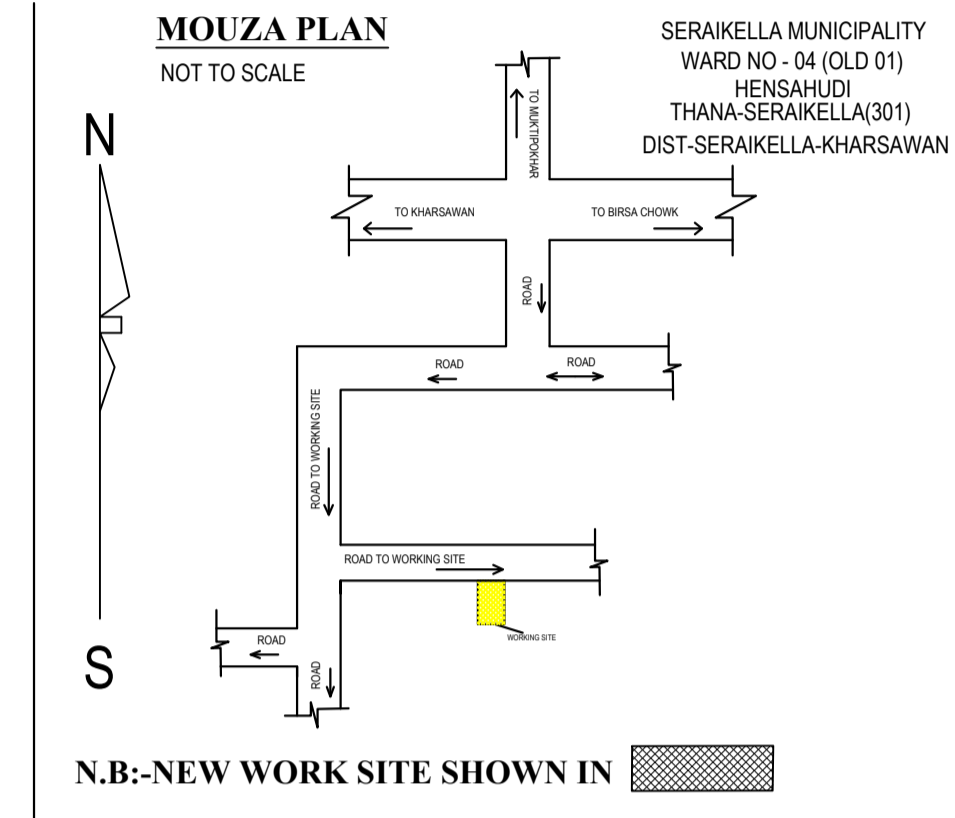 MOUZA PLAN
NOT TO SCALE
SERAIKELLA MUNICIPALITY
WARD NO - 04 (OLD 01)
HENSAHUDI
THANA-SERAIKELLA(301)
DIST-SERAIKELLA-KHARSAWAN
N
TO MUKTIPOKHAR
TO KHARSAWAN
TO BIRSA CHOWK
ROAD
ROAD
ROAD
ROAD TO WORKING SITE
ROAD TO WORKING SITE
WORKING SITE
ROAD
ROAD
S
N.B:-NEW WORK SITE SHOWN IN